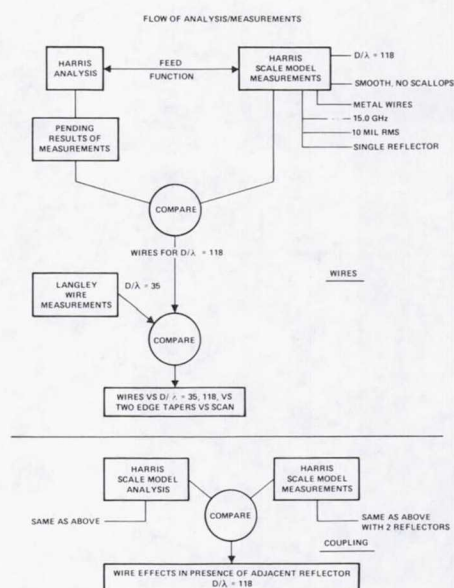 FLOW OF ANALYSIS/MEASUREMENTS
HARRIS
ANALYSIS
FEED
FUNCTION
HARRIS
SCALE MODEL
MEASUREMENTS
D/λ = 118
SMOOTH, NO SCALLOPS
METAL WIRES
15.0 GHz
10 MIL RMS
SINGLE REFLECTOR
PENDING
RESULTS OF
MEASUREMENTS
COMPARE
WIRES FOR D/λ = 118
WIRES
LANGLEY
WIRE
MEASUREMENTS
D/λ = 35
COMPARE
WIRES VS D/λ = 35, 118, VS
TWO EDGE TAPERS VS SCAN
HARRIS
SCALE MODEL
ANALYSIS
HARRIS
SCALE MODEL
MEASUREMENTS
COMPARE
SAME AS ABOVE
SAME AS ABOVE
WITH 2 REFLECTORS
COUPLING
WIRE EFFECTS IN PRESENCE OF ADJACENT REFLECTOR
D/λ = 118